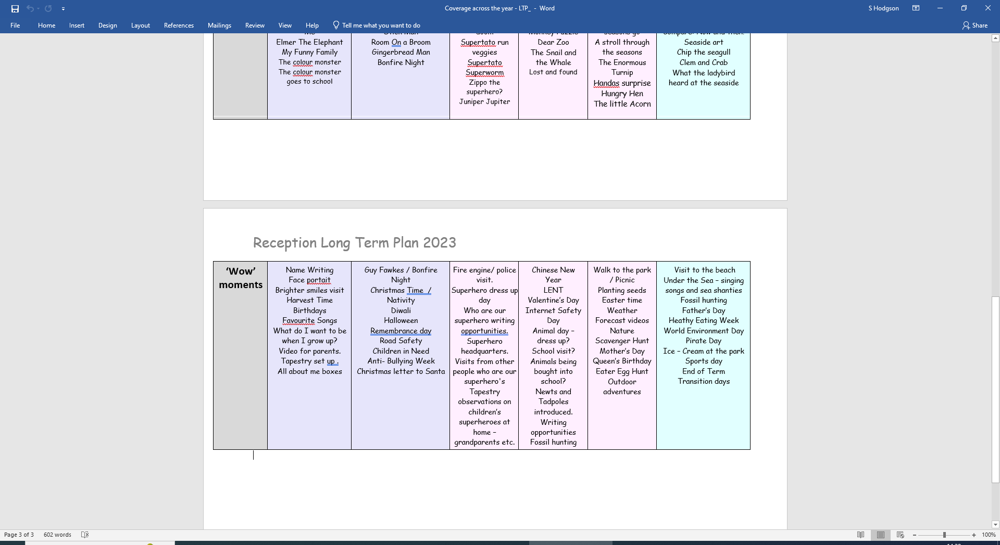 Coverage across the year - LTP_ - Word
S Hodgson
File Home Insert Design Layout References Mailings Review View Help Tell me what you want to do Share
Elmer The Elephant
My Funny Family
The colour monster
The colour monster
goes to school
Room On a Broom
Gingerbread Man
Bonfire Night
Supertato run
veggies
Supertato
Superworm
Zippo the
superhero?
Juniper Jupiter
Monkey Puzzle
Dear Zoo
The Snail and
the Whale
Lost and found
seasons go
A stroll through
the seasons
The Enormous
Turnip
Handas surprise
Hungry Hen
The little Acorn
Seaside art
Chip the seagull
Clem and Crab
What the ladybird
heard at the seaside
Reception Long Term Plan 2023
‘Wow’
moments
Name Writing
Face portait
Brighter smiles visit
Harvest Time
Birthdays
Favourite Songs
What do I want to be
when I grow up?
Video for parents.
Tapestry set up .
All about me boxes
Guy Fawkes / Bonfire
Night
Christmas Time /
Nativity
Diwali
Halloween
Remembrance day
Road Safety
Children in Need
Anti- Bullying Week
Christmas letter to Santa
Fire engine/ police
visit.
Superhero dress up
day
Who are our
superhero writing
opportunities.
Superhero
headquarters.
Visits from other
people who are our
superhero's
Tapestry
observations on
children’s
superheroes at
home –
grandparents etc.
Chinese New
Year
LENT
Valentine’s Day
Internet Safety
Day
Animal day –
dress up?
School visit?
Animals being
bought into
school?
Newts and
Tadpoles
introduced.
Writing
opportunities
Fossil hunting
Walk to the park
/ Picnic
Planting seeds
Easter time
Weather
Forecast videos
Nature
Scavenger Hunt
Mother’s Day
Queen’s Birthday
Eater Egg Hunt
Outdoor
adventures
Visit to the beach
Under the Sea – singing
songs and sea shanties
Fossil hunting
Father’s Day
Heathy Eating Week
World Environment Day
Pirate Day
Ice – Cream at the park
Sports day
End of Term
Transition days
Page 3 of 3 602 words 100%